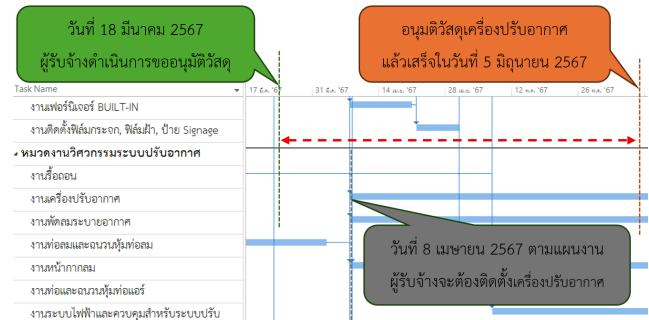 วันที่ 18 มีนาคม 2567
ผู้รับจ้างดำเนินการขออนุมัติวัสดุ
อนุมติวัสดุเครื่องปรับอากาศ
แล้วเสร็จในวันที่ 5 มิถุนายน 2567
Task Name
17 มี.ค. '67 31 มี.ค. '67 14 เม.ย. '67 28 เม.ย. '67 12 พ.ค. '67 26 พ.ค. '67
งานเฟอร์นิเจอร์ BUILT-IN
งานติดตั้งฟิล์มกระจก, ฟิล์มฝ้า, ป้าย Signage
หมวดงานวิศวกรรมระบบปรับอากาศ
งานรื้อถอน
งานเครื่องปรับอากาศ
งานพัดลมระบายอากาศ
งานท่อลมและฉนวนหุ้มท่อลม
งานหน้ากากลม
งานท่อและฉนวนหุ้มท่อแอร์
งานระบบไฟฟ้าและควบคุมสำหรับระบบปรับ
วันที่ 8 เมษายน 2567 ตามแผนงาน
ผู้รับจ้างจะต้องติดตั้งเครื่องปรับอากาศ